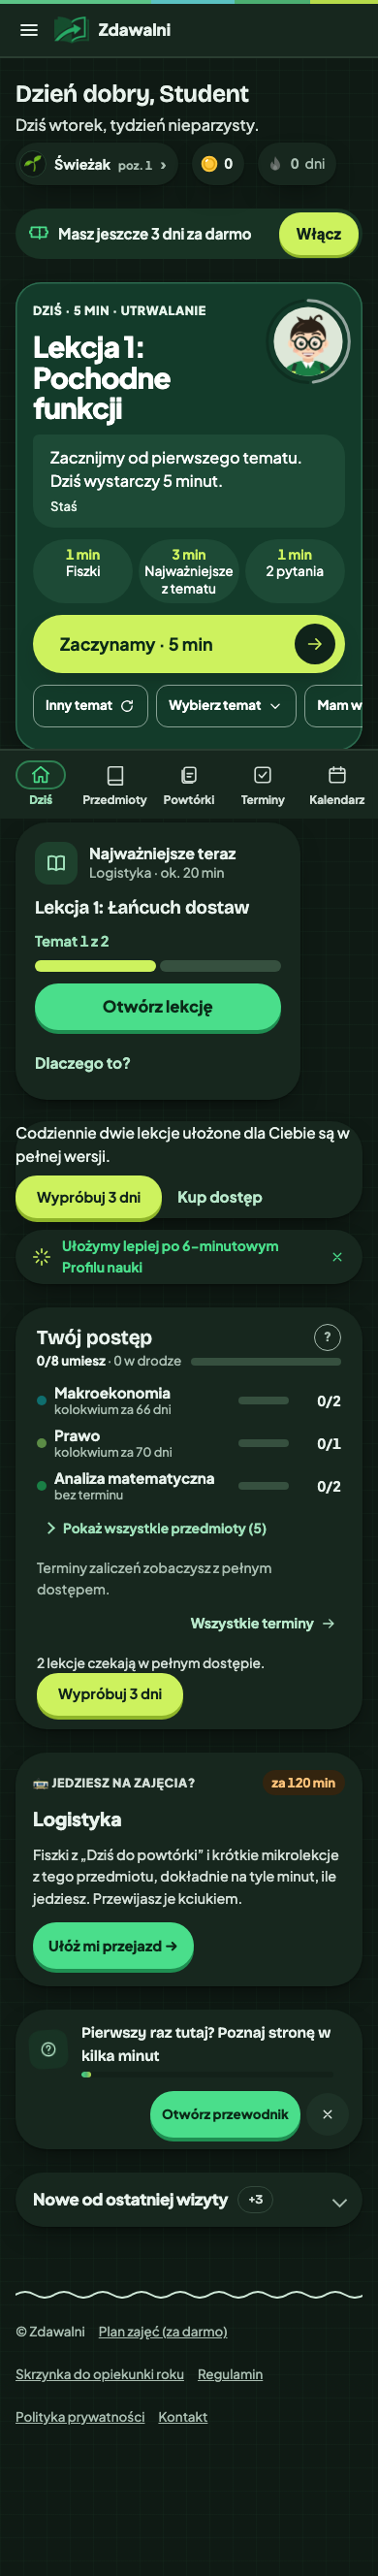 Zdawalni
Dzień dobry, Student
Dziś wtorek, tydzień nieparzysty.
Świeżak poz. 1 ›
0
0 dni
Masz jeszcze 3 dni za darmo
Włącz
DZIŚ · 5 MIN · UTRWALANIE
Lekcja 1:
Pochodne
funkcji
Zacznijmy od pierwszego tematu.
Dziś wystarczy 5 minut.
Staś
1 min
Fiszki
3 min
Najważniejsze
z tematu
1 min
2 pytania
Zaczynamy · 5 min
Inny temat
Wybierz temat
Mam w
Dziś
Przedmioty
Powtórki
Terminy
Kalendarz
Najważniejsze teraz
Logistyka · ok. 20 min
Lekcja 1: Łańcuch dostaw
Temat 1 z 2
Otwórz lekcję
Dlaczego to?
Codziennie dwie lekcje ułożone dla Ciebie są w
pełnej wersji.
Wypróbuj 3 dni
Kup dostęp
Ułożymy lepiej po 6-minutowym
Profilu nauki
Twój postęp
?
0/8 umiesz · 0 w drodze
Makroekonomia
kolokwium za 66 dni
0/2
Prawo
kolokwium za 70 dni
0/1
Analiza matematyczna
bez terminu
0/2
Pokaż wszystkie przedmioty (5)
Terminy zaliczeń zobaczysz z pełnym
dostępem.
Wszystkie terminy →
2 lekcje czekają w pełnym dostępie.
Wypróbuj 3 dni
JEDZIESZ NA ZAJĘCIA?
za 120 min
Logistyka
Fiszki z „Dziś do powtórki” i krótkie mikrolekcje
z tego przedmiotu, dokładnie na tyle minut, ile
jedziesz. Przewijasz je kciukiem.
Ułóż mi przejazd →
Pierwszy raz tutaj? Poznaj stronę w
kilka minut
Otwórz przewodnik
Nowe od ostatniej wizyty
+3
© Zdawalni Plan zajęć (za darmo)
Skrzynka do opiekunki roku Regulamin
Polityka prywatności Kontakt